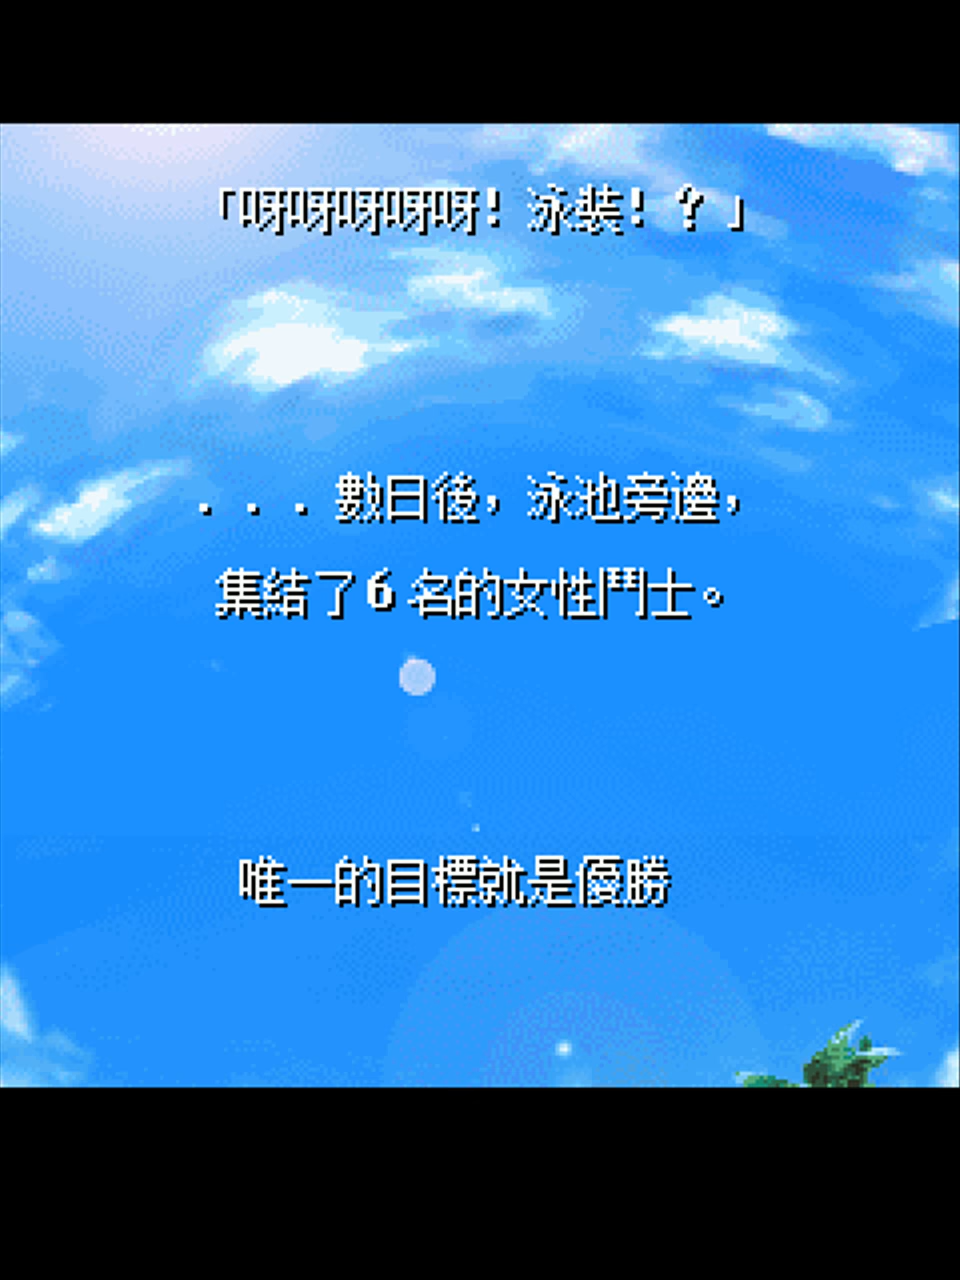 「呀呀呀呀呀！泳裝！？」
．．．數日後，泳池旁邊，
集結了6名的女性鬥士。
唯一的目標就是優勝